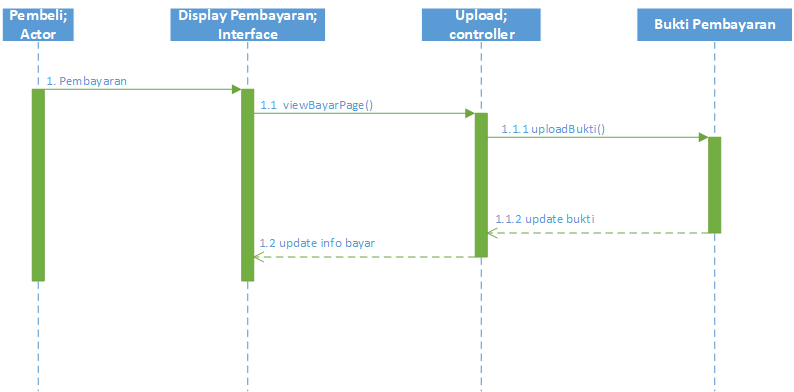 Pembeli;
Actor
Display Pembayaran;
Interface
Upload;
controller
Bukti Pembayaran
1. Pembayaran
1.1 viewBayarPage()
1.1.1 uploadBukti()
1.1.2 update bukti
1.2 update info bayar